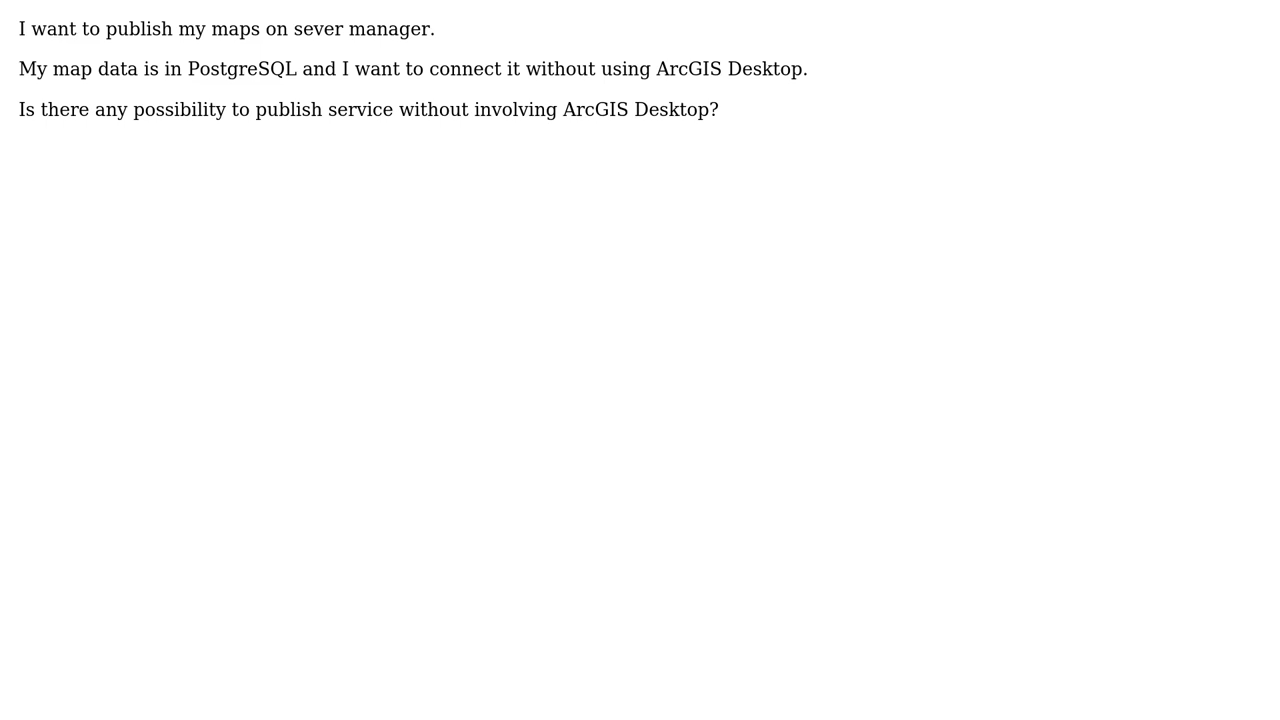 I want to publish my maps on sever manager.
My map data is in PostgreSQL and I want to connect it without using ArcGIS Desktop.
Is there any possibility to publish service without involving ArcGIS Desktop?